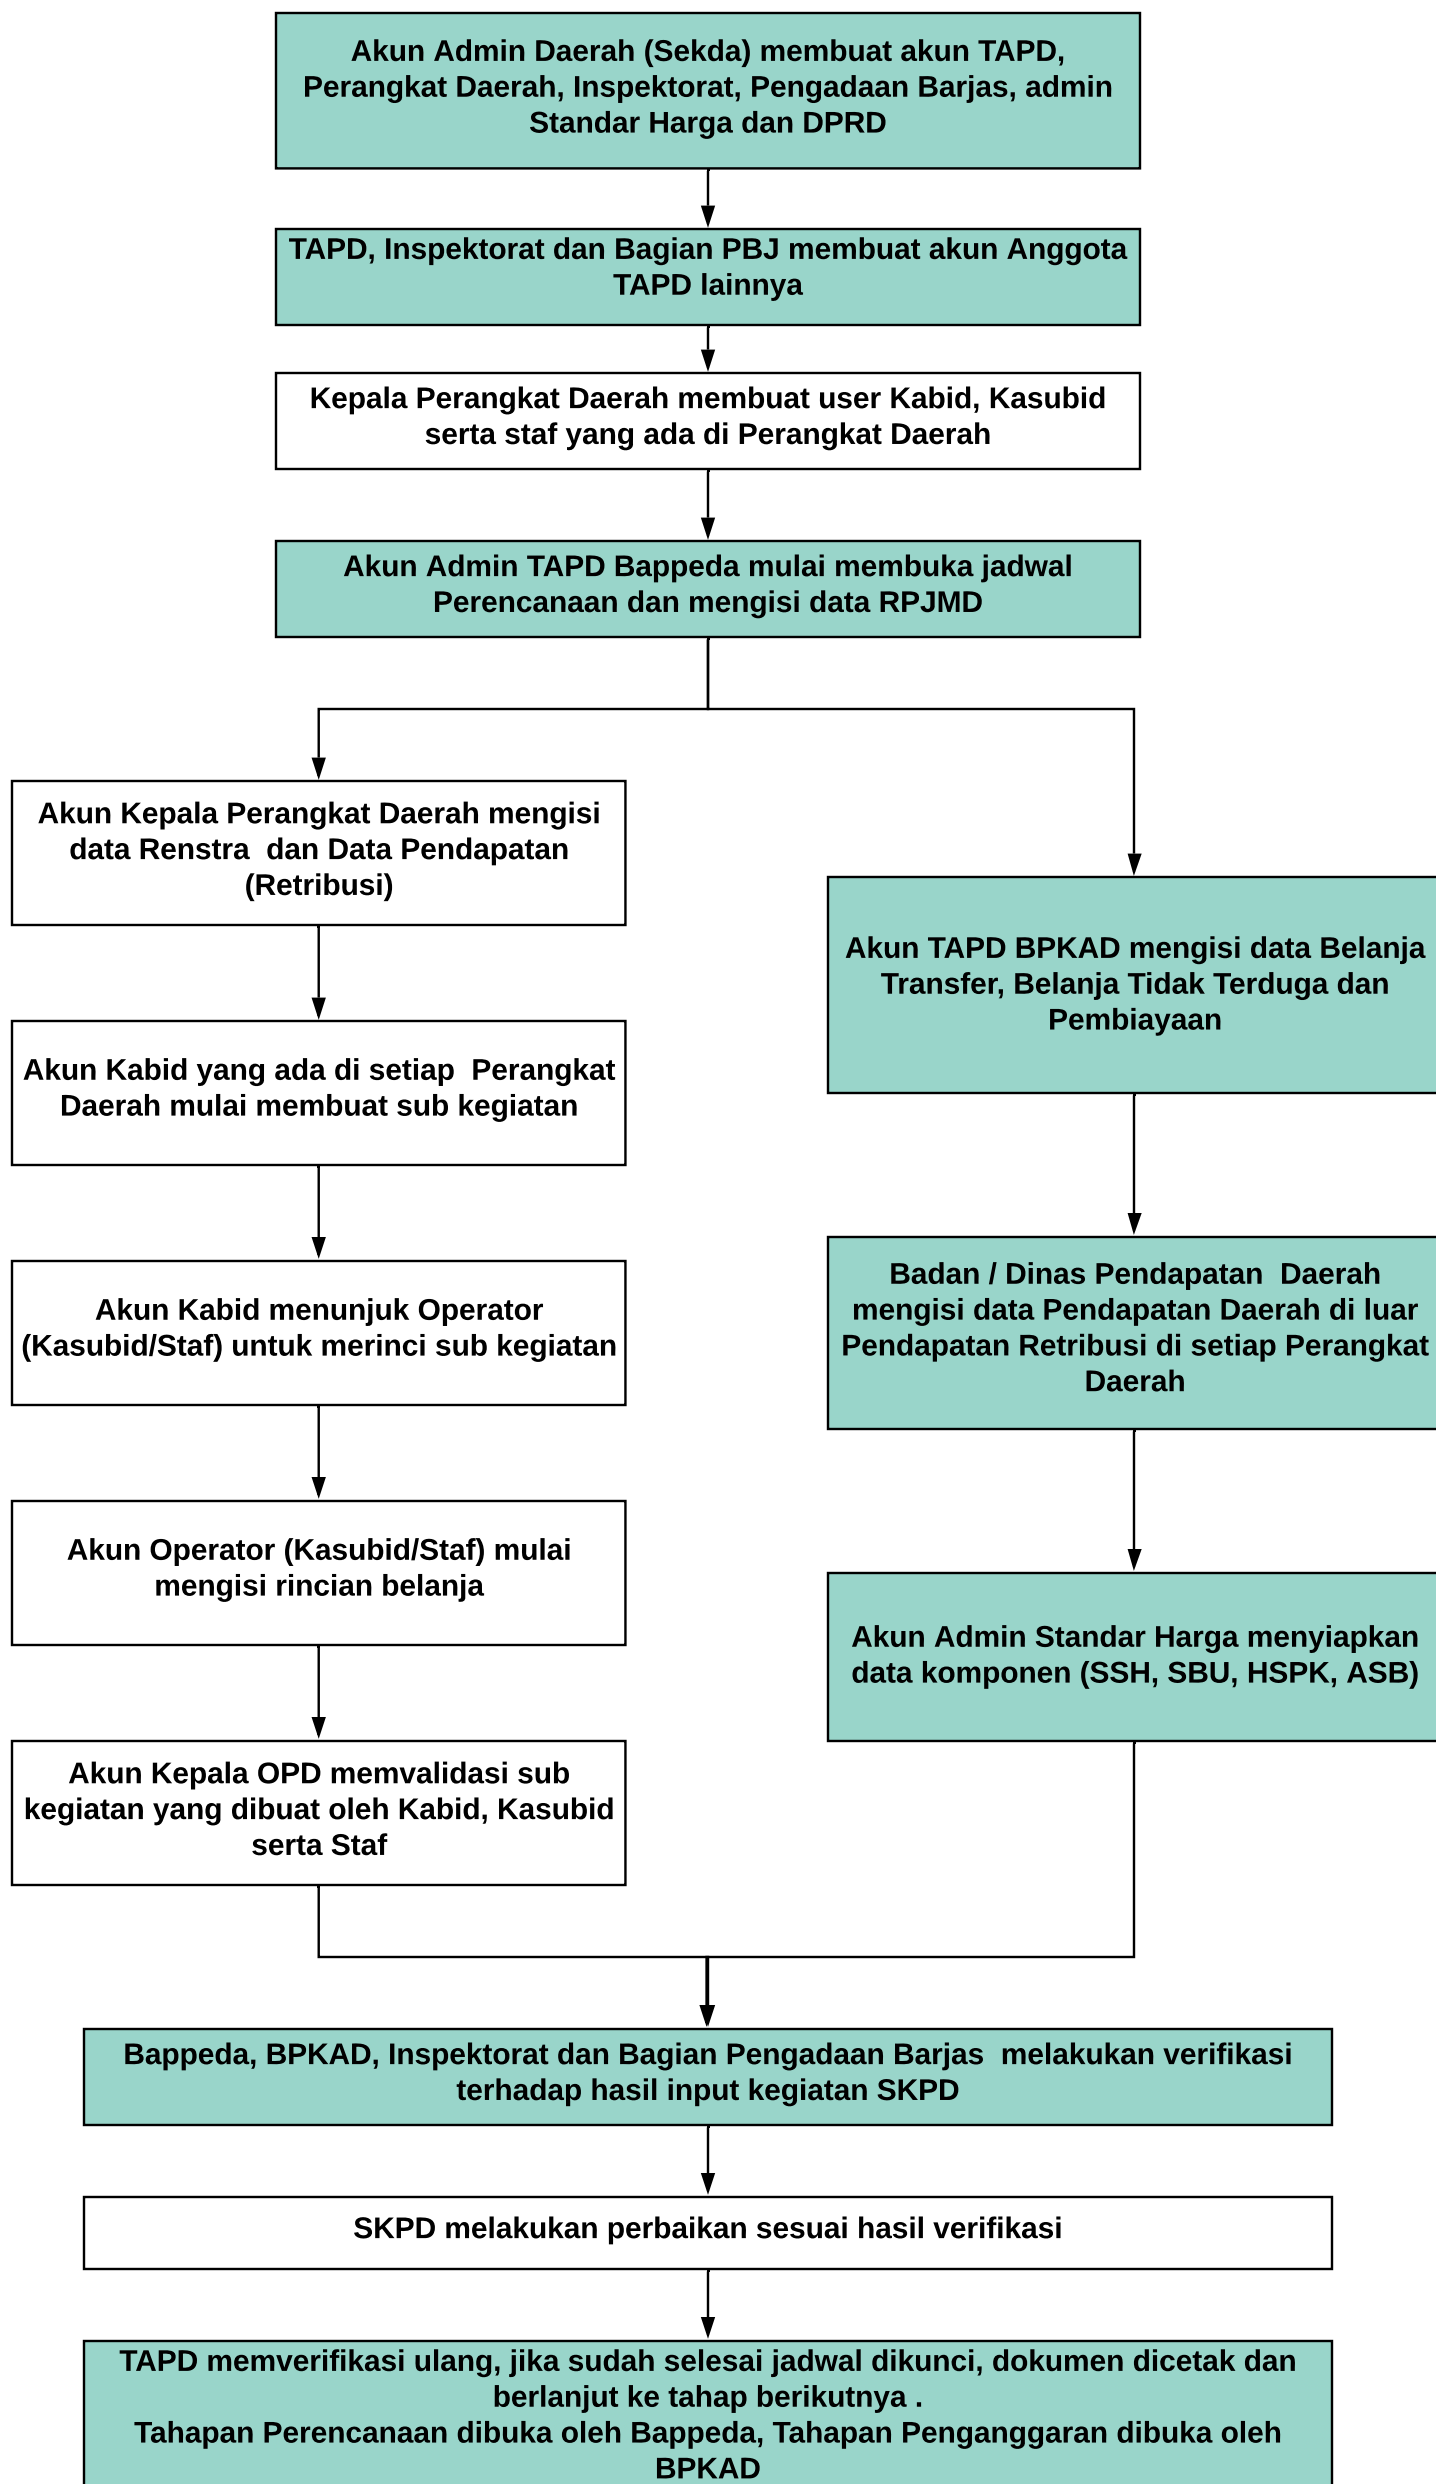 Akun Admin Daerah (Sekda) membuat akun TAPD,
Perangkat Daerah, Inspektorat, Pengadaan Barjas, admin
Standar Harga dan DPRD
TAPD, Inspektorat dan Bagian PBJ membuat akun Anggota
TAPD lainnya
Kepala Perangkat Daerah membuat user Kabid, Kasubid
serta staf yang ada di Perangkat Daerah
Akun Admin TAPD Bappeda mulai membuka jadwal
Perencanaan dan mengisi data RPJMD
Akun Kepala Perangkat Daerah mengisi
data Renstra  dan Data Pendapatan
(Retribusi)
Akun Kabid yang ada di setiap  Perangkat
Daerah mulai membuat sub kegiatan
Akun Kabid menunjuk Operator
(Kasubid/Staf) untuk merinci sub kegiatan
Akun Operator (Kasubid/Staf) mulai
mengisi rincian belanja
Akun Kepala OPD memvalidasi sub
kegiatan yang dibuat oleh Kabid, Kasubid
serta Staf
Akun TAPD BPKAD mengisi data Belanja
Transfer, Belanja Tidak Terduga dan
Pembiayaan
Badan / Dinas Pendapatan  Daerah
mengisi data Pendapatan Daerah di luar
Pendapatan Retribusi di setiap Perangkat
Daerah
Akun Admin Standar Harga menyiapkan
data komponen (SSH, SBU, HSPK, ASB)
Bappeda, BPKAD, Inspektorat dan Bagian Pengadaan Barjas  melakukan verifikasi
terhadap hasil input kegiatan SKPD
SKPD melakukan perbaikan sesuai hasil verifikasi
TAPD memverifikasi ulang, jika sudah selesai jadwal dikunci, dokumen dicetak dan
berlanjut ke tahap berikutnya .
Tahapan Perencanaan dibuka oleh Bappeda, Tahapan Penganggaran dibuka oleh
BPKAD